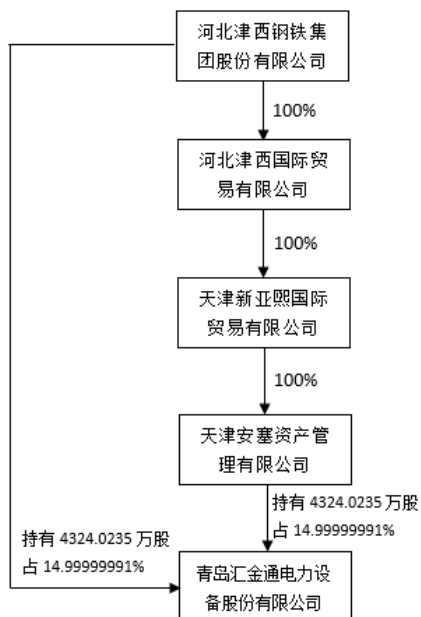 河北津西钢铁集
团股份有限公司
100%
河北津西国际贸
易有限公司
100%
天津新亚熙国际
贸易有限公司
100%
天津安塞资产管
理有限公司
持有 4324.0235 万股
占 14.99999991%
持有 4324.0235 万股
占 14.99999991%
青岛汇金通电力设
备股份有限公司